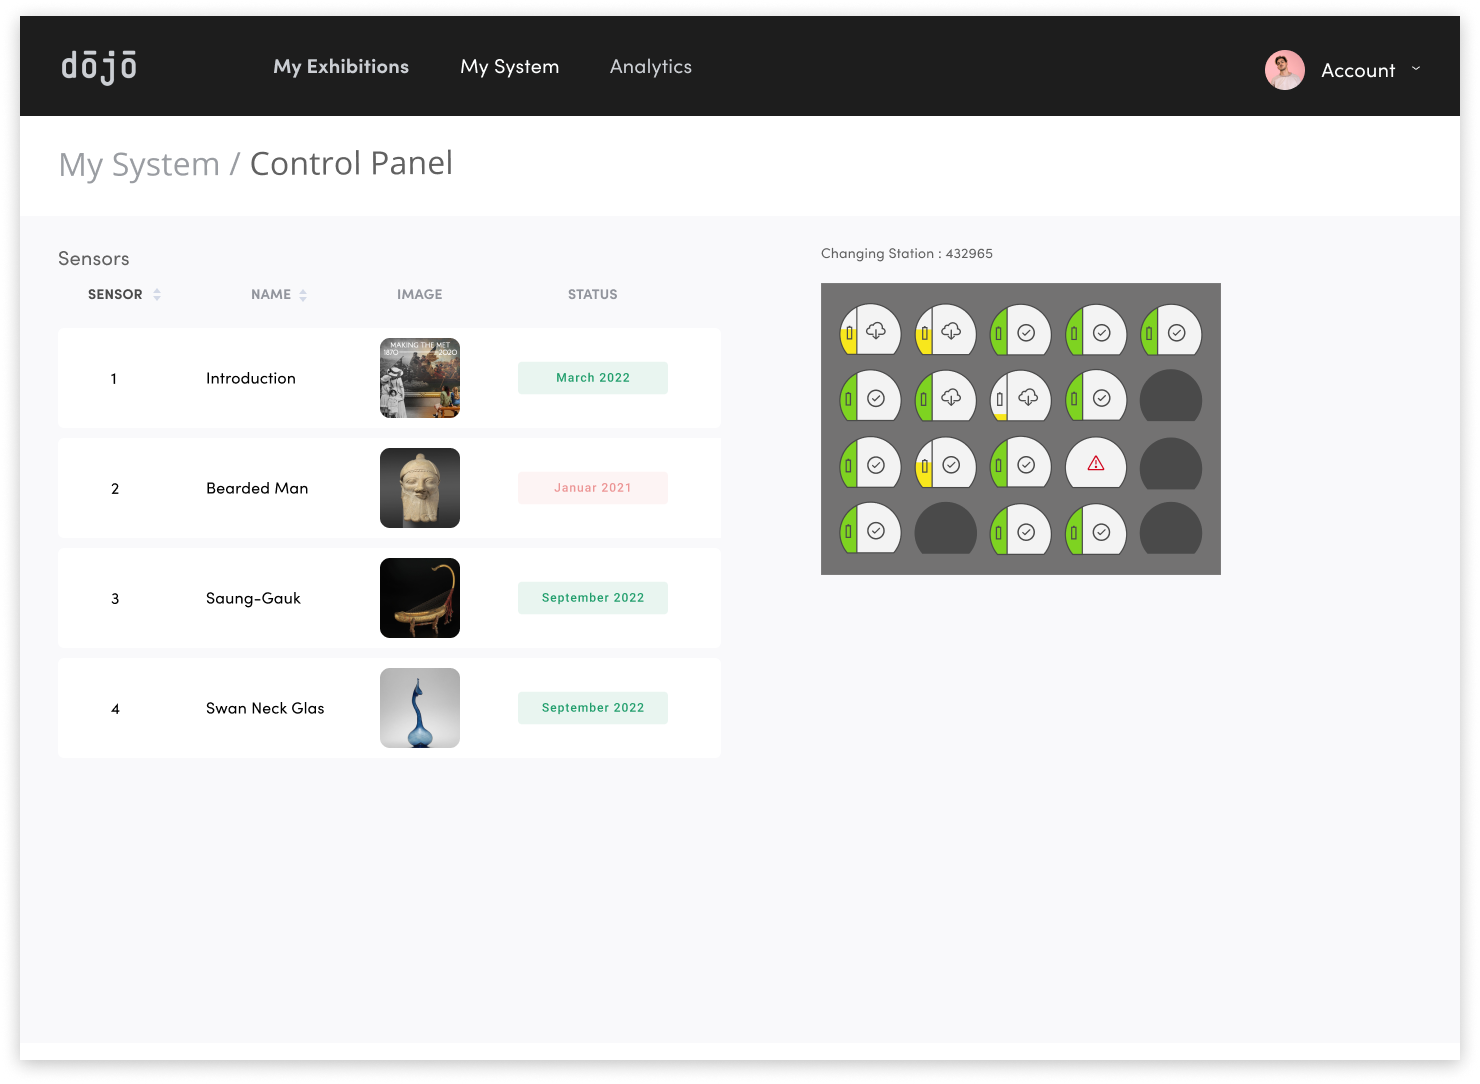 dōjō
My Exhibitions
My System
Analytics
Account
My System / Control Panel
Sensors
SENSOR
NAME
IMAGE
STATUS
1
Introduction
MAKING THE MET
1870
2020
March 2022
2
Bearded Man
Januar 2021
3
Saung-Gauk
September 2022
4
Swan Neck Glas
September 2022
Changing Station : 432965